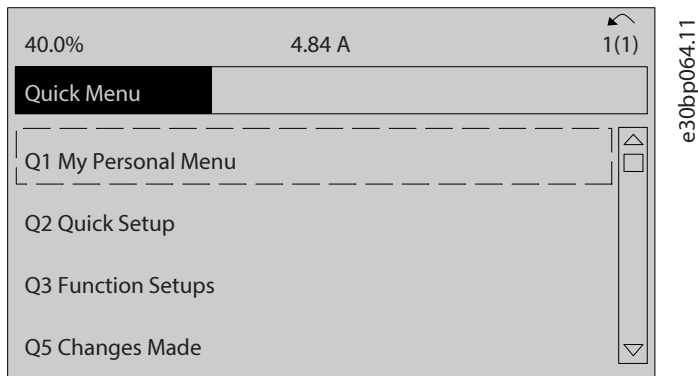 40.0% 4.84 A 1(1)
Quick Menu
Q1 My Personal Menu
Q2 Quick Setup
Q3 Function Setups
Q5 Changes Made
e30bp064.11